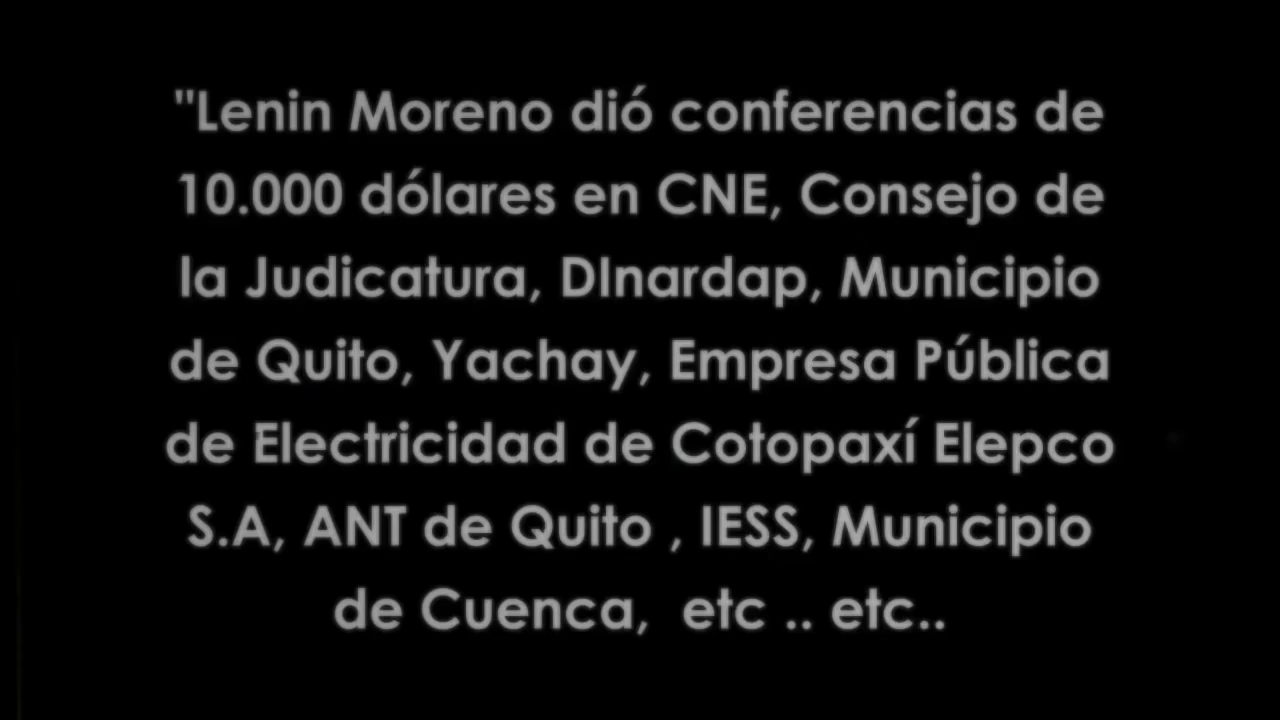 "Lenin Moreno dió conferencias de
10.000 dólares en CNE, Consejo de
la Judicatura, DInardap, Municipio
de Quito, Yachay, Empresa Pública
de Electricidad de Cotopaxí Elepco
S.A, ANT de Quito , IESS, Municipio
de Cuenca,  etc .. etc..